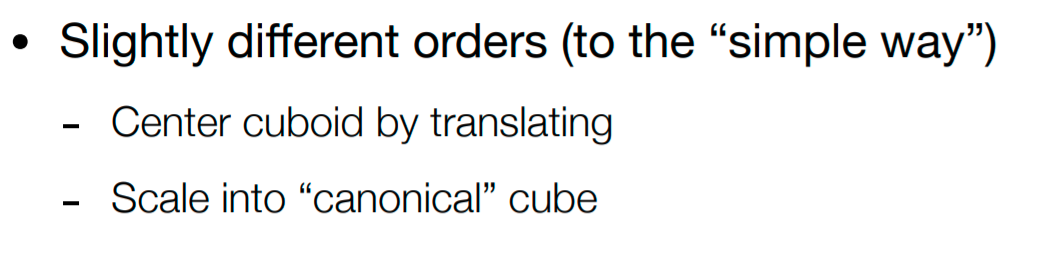 • Slightly different orders (to the “simple way”)
- Center cuboid by translating
- Scale into “canonical” cube